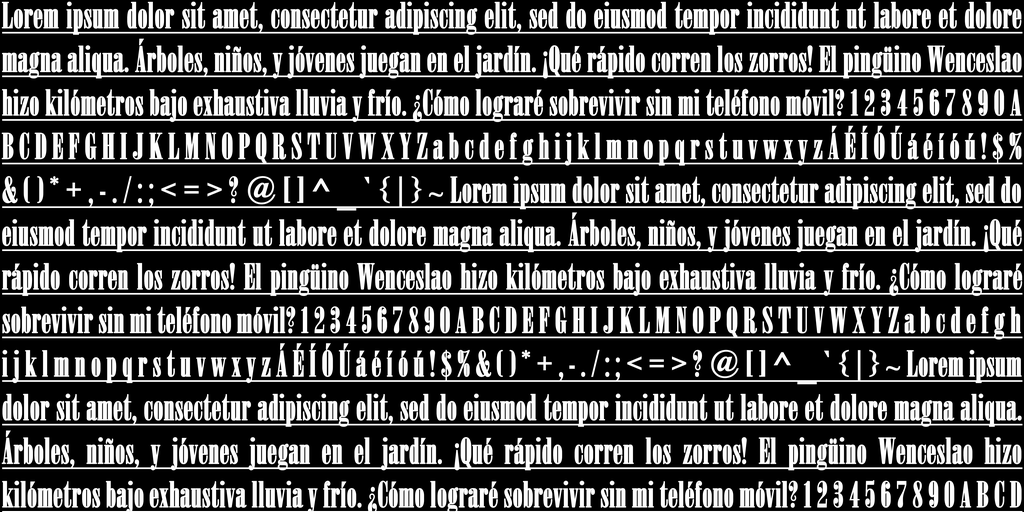 Lorem ipsum dolor sit amet, consectetur adipiscing elit, sed do eiusmod tempor incididunt ut labore et dolore
magna aliqua. Árboles, niños, y jóvenes juegan en el jardín. ¡Qué rápido corren los zorros! El pingüino Wenceslao
hizo kilómetros bajo exhaustiva lluvia y frío. ¿Cómo lograré sobrevivir sin mi teléfono móvil? 1 2 3 4 5 6 7 8 9 0 A
B C D E F G H I J K L M N O P Q R S T U V W X Y Z a b c d e f g h i j k l m n o p q r s t u v w x y z Á É Í Ó Ú á é í ó ú ! $ %
& ( ) * + , - . / : ; < = > ? @ [ ] ^ _ ` { | } ~ Lorem ipsum dolor sit amet, consectetur adipiscing elit, sed do
eiusmod tempor incididunt ut labore et dolore magna aliqua. Árboles, niños, y jóvenes juegan en el jardín. ¡Qué
rápido corren los zorros! El pingüino Wenceslao hizo kilómetros bajo exhaustiva lluvia y frío. ¿Cómo lograré
sobrevivir sin mi teléfono móvil? 1 2 3 4 5 6 7 8 9 0 A B C D E F G H I J K L M N O P Q R S T U V W X Y Z a b c d e f g h
i j k l m n o p q r s t u v w x y z Á É Í Ó Ú á é í ó ú ! $ % & ( ) * + , - . / : ; < = > ? @ [ ] ^ _ ` { | } ~ Lorem ipsum
dolor sit amet, consectetur adipiscing elit, sed do eiusmod tempor incididunt ut labore et dolore magna aliqua.
Árboles, niños, y jóvenes juegan en el jardín. ¡Qué rápido corren los zorros! El pingüino Wenceslao hizo
kilómetros bajo exhaustiva lluvia y frío. ¿Cómo lograré sobrevivir sin mi teléfono móvil? 1 2 3 4 5 6 7 8 9 0 A B C D